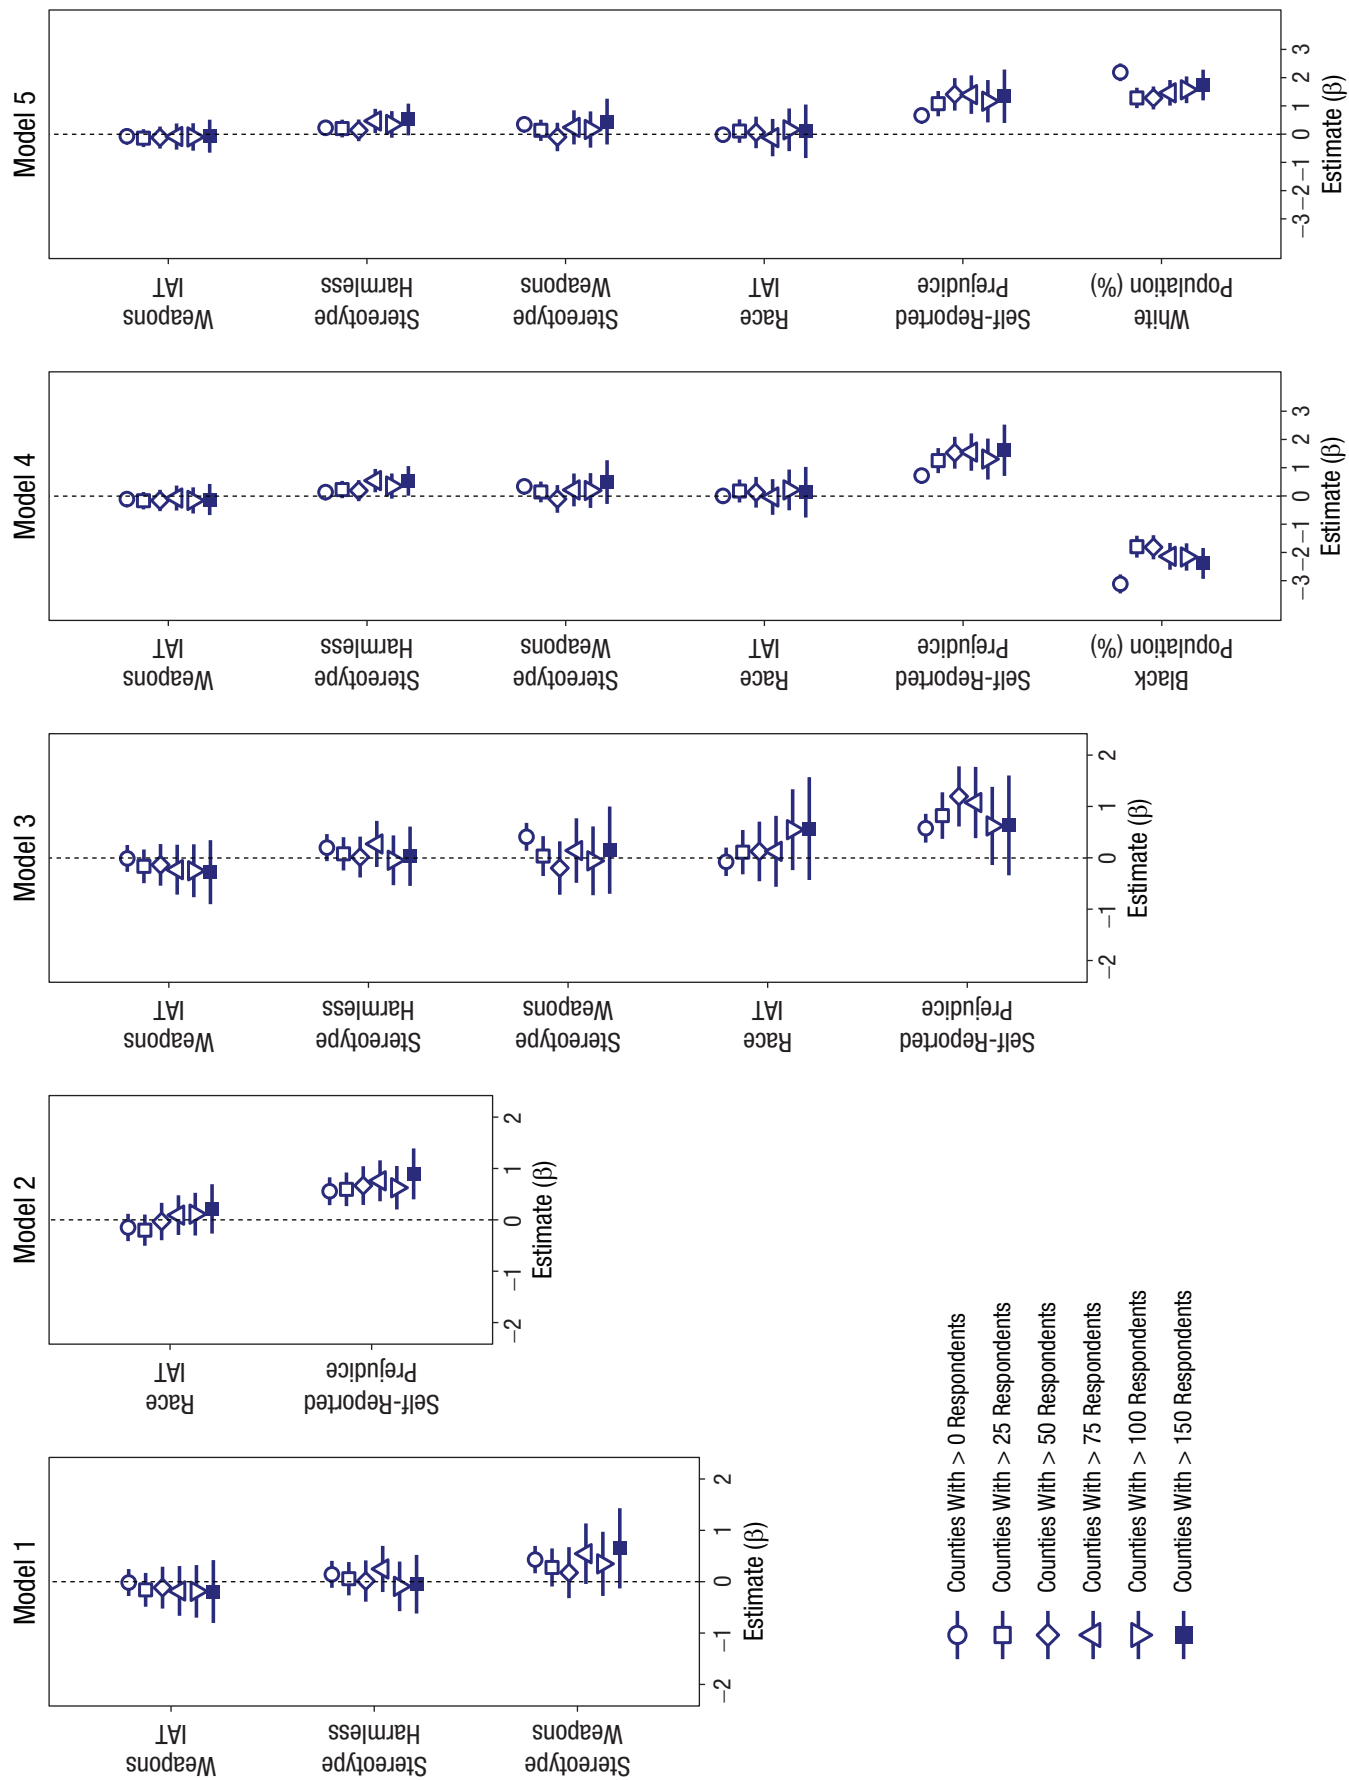 Model 1
Weapons
IAT
Stereotype
Harmless
Stereotype
Weapons
−2
−1
0
1
2
Estimate (β)
Model 2
Race
IAT
Self-Reported
Prejudice
−2
−1
0
1
2
Estimate (β)
Model 3
Weapons
IAT
Stereotype
Harmless
Stereotype
Weapons
Race
IAT
Self-Reported
Prejudice
−2
−1
0
1
2
Estimate (β)
Model 4
Weapons
IAT
Stereotype
Harmless
Stereotype
Weapons
Race
IAT
Self-Reported
Prejudice
Black
Population (%)
−3
−2
−1
0
1
2
3
Estimate (β)
Model 5
Weapons
IAT
Stereotype
Harmless
Stereotype
Weapons
Race
IAT
Self-Reported
Prejudice
White
Population (%)
−3
−2
−1
0
1
2
3
Estimate (β)
Counties With > 0 Respondents
Counties With > 25 Respondents
Counties With > 50 Respondents
Counties With > 75 Respondents
Counties With > 100 Respondents
Counties With > 150 Respondents